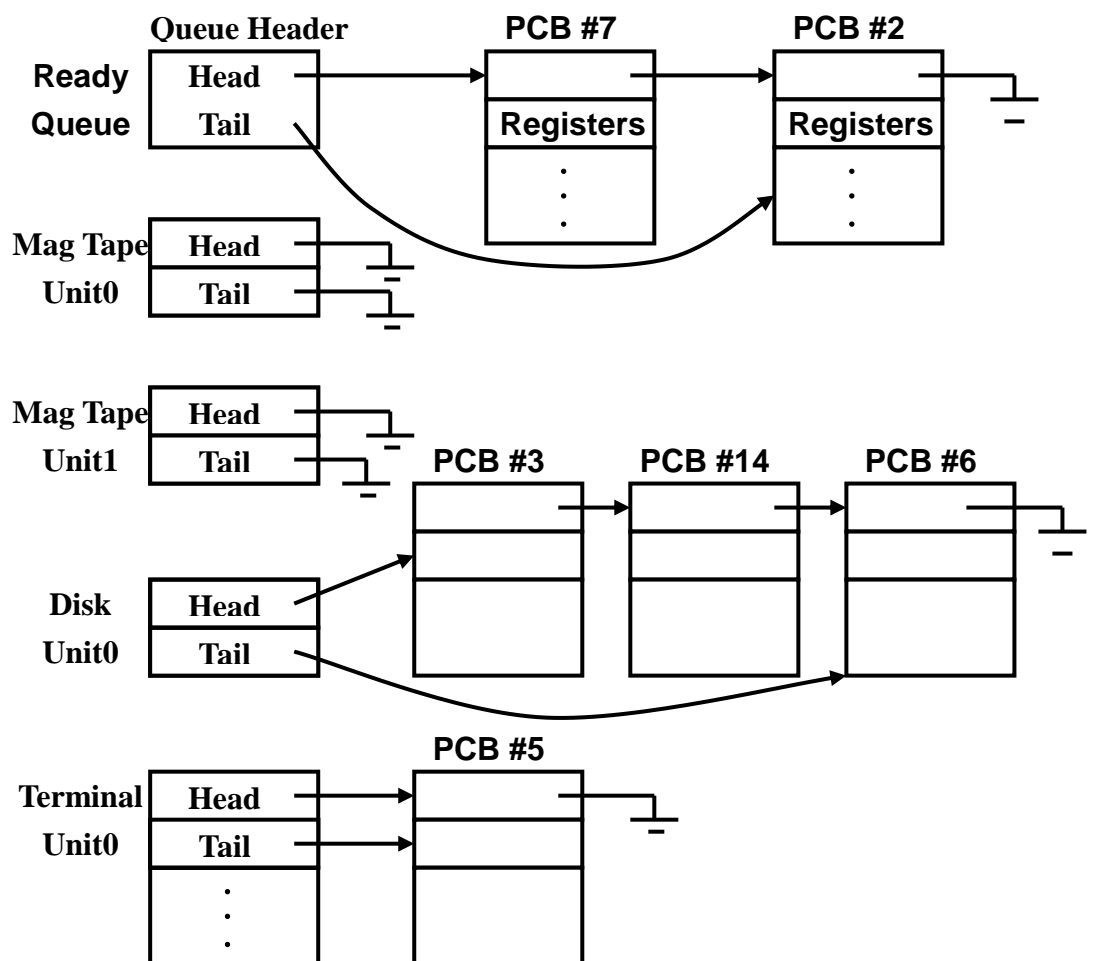 Queue Header PCB #7 PCB #2
Ready Head
Queue Tail Registers Registers
Mag Tape Head
Unit0 Tail
Mag Tape Head
Unit1 Tail PCB #3 PCB #14 PCB #6
Disk Head
Unit0 Tail
PCB #5
Terminal Head
Unit0 Tail